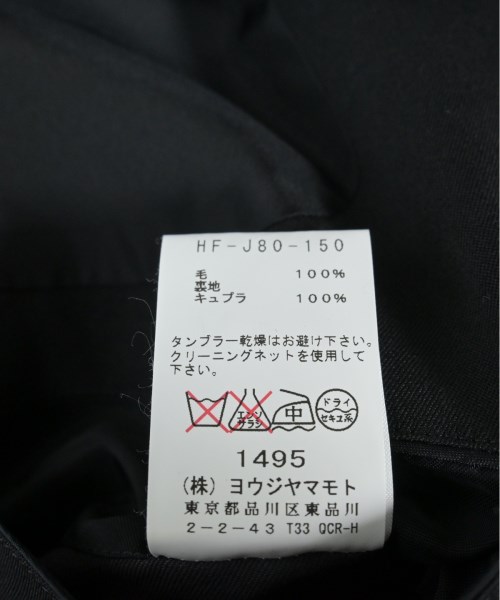 HF-J80-150
毛 100%
裏地
キュプラ 100%
タンブラー乾燥はお避け下さい。
クリーニングネットを使用して
下さい。
エンソサラシ 中 ドライ セキユ系
1495
(株) ヨウジヤマモト
東京都品川区東品川
2-2-43 T33 QCR-H